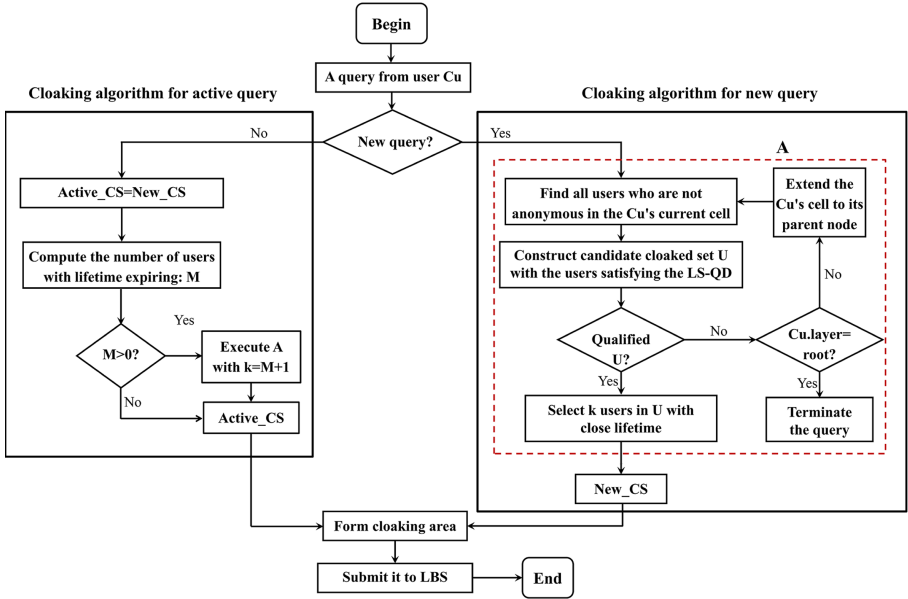 Begin
A query from user Cu
Cloaking algorithm for active query
Cloaking algorithm for new query
New query?
No
Yes
A
Active_CS=New_CS
Compute the number of users
with lifetime expiring: M
M>0?
Yes
No
Execute A
with k=M+1
Active_CS
Find all users who are not
anonymous in the Cu's current cell
Extend the
Cu's cell to its
parent node
Construct candidate cloaked set U
with the users satisfying the LS-QD
No
Qualified
U?
No
Cu.layer=
root?
Yes
Yes
Select k users in U with
close lifetime
Terminate
the query
New_CS
Form cloaking area
Submit it to LBS
End